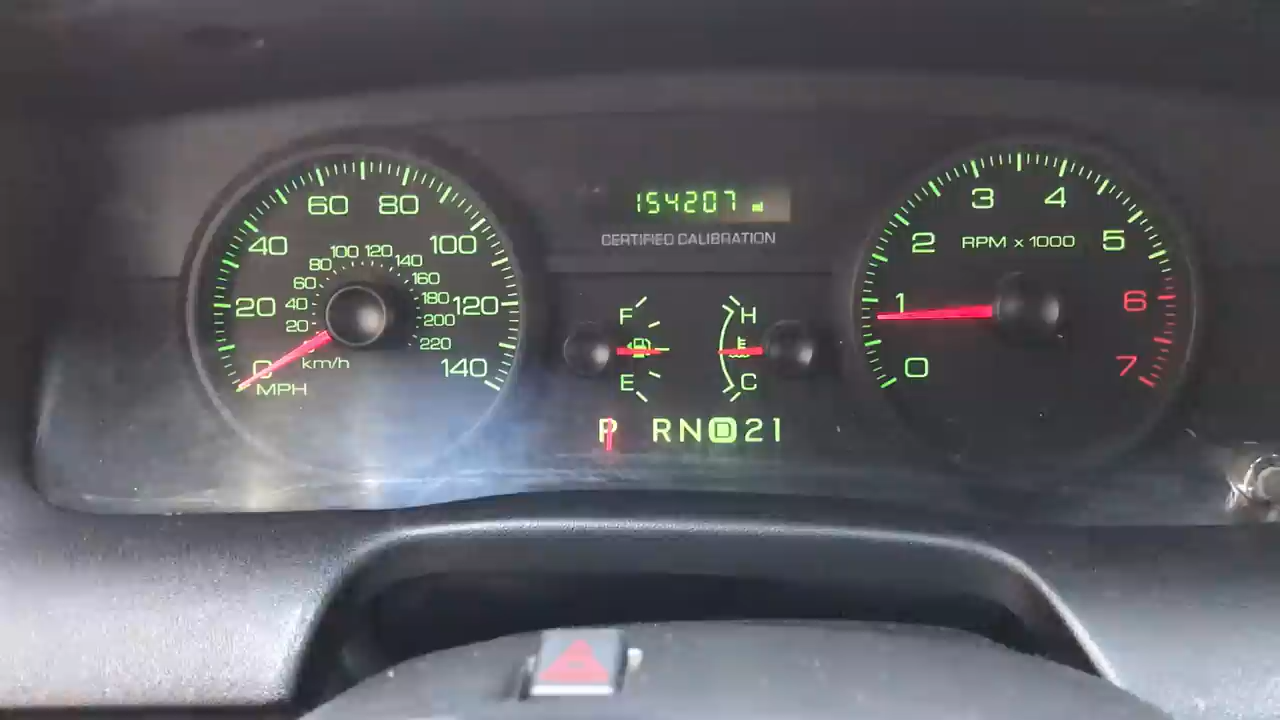 154207 mi
CERTIFIED CALIBRATION
0 20 40 60 80 100 120 140
MPH
20 40 60 80 100 120 140 160 180 200 220
km/h
F
E
H
C
P R N D 2 1
0 1 2 3 4 5 6 7
RPM x 1000